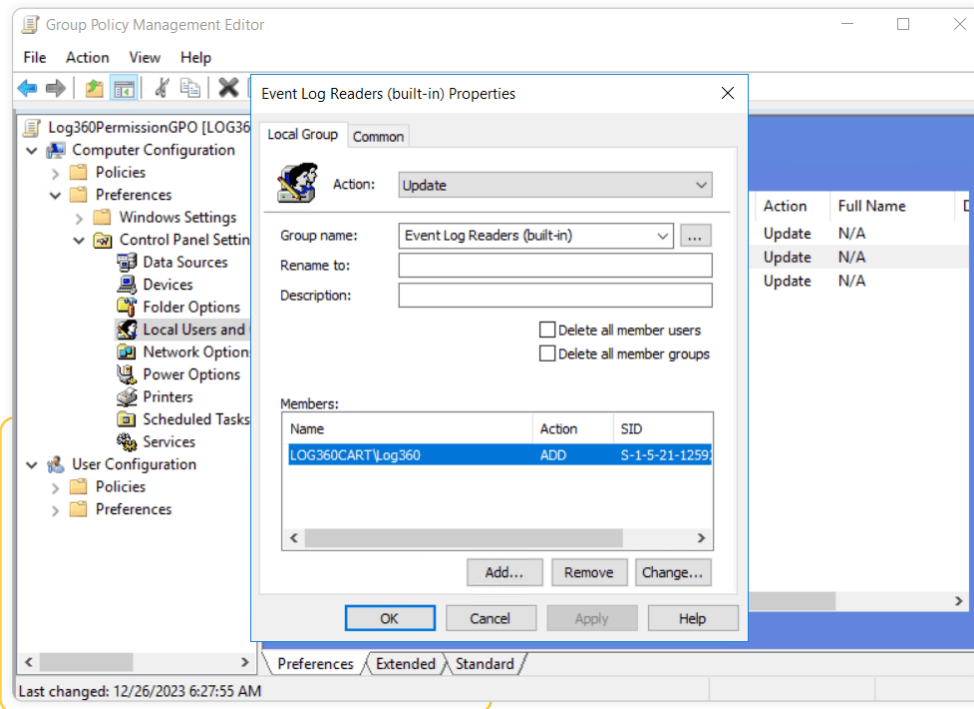 Group Policy Management Editor
File Action View Help
Log360PermissionGPO [LOG36
Computer Configuration
Policies
Preferences
Windows Settings
Control Panel Settin
Data Sources
Devices
Folder Options
Local Users and
Network Option
Power Options
Printers
Scheduled Tasks
Services
User Configuration
Policies
Preferences
Event Log Readers (built-in) Properties
Local Group Common
Action: Update
Group name: Event Log Readers (built-in) ...
Rename to:
Description:
Delete all member users
Delete all member groups
Members:
Name Action SID
LOG360CART\Log360 ADD S-1-5-21-1259
Add... Remove Change...
OK Cancel Apply Help
Action Full Name
Update N/A
Update N/A
Update N/A
Preferences Extended Standard
Last changed: 12/26/2023 6:27:55 AM